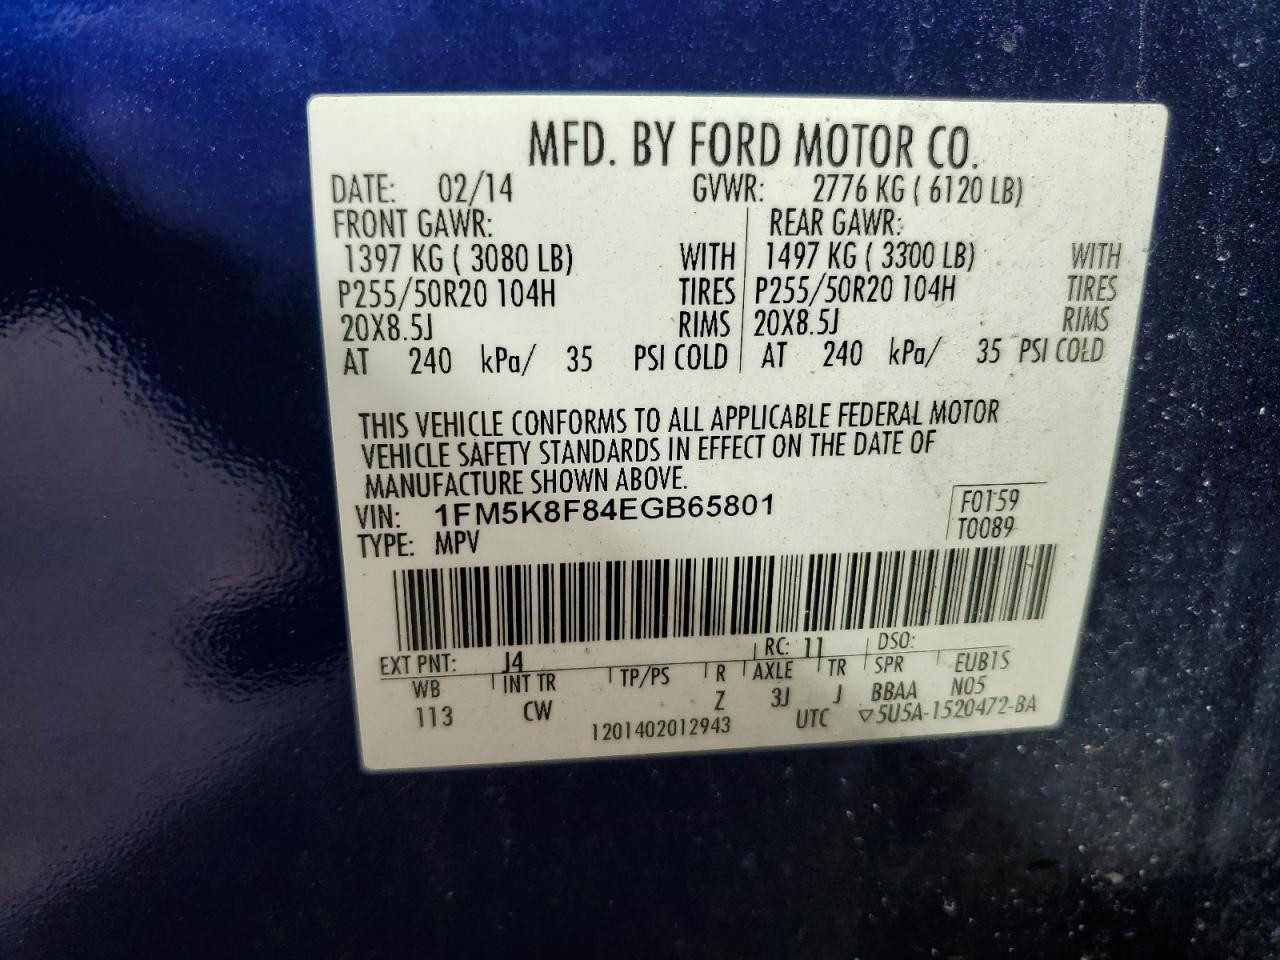 MFD. BY FORD MOTOR CO.
DATE: 02/14 GVWR: 2776 KG ( 6120 LB)
FRONT GAWR: REAR GAWR:
1397 KG ( 3080 LB) WITH 1497 KG ( 3300 LB) WITH
P255/50R20 104H TIRES P255/50R20 104H TIRES
20X8.5J RIMS 20X8.5J RIMS
AT 240 kPa/ 35 PSI COLD AT 240 kPa/ 35 PSI COLD
THIS VEHICLE CONFORMS TO ALL APPLICABLE FEDERAL MOTOR
VEHICLE SAFETY STANDARDS IN EFFECT ON THE DATE OF
MANUFACTURE SHOWN ABOVE.
VIN: 1FM5K8F84EGB65801 F0159
TYPE: MPV T0089
EXT PNT: J4 RC: 11 DSO:
WB INT TR TP/PS R AXLE TR SPR EUB1S
113 CW Z 3J J BBAA N05
1201402012943 UTC ▽5U5A-1520472-BA